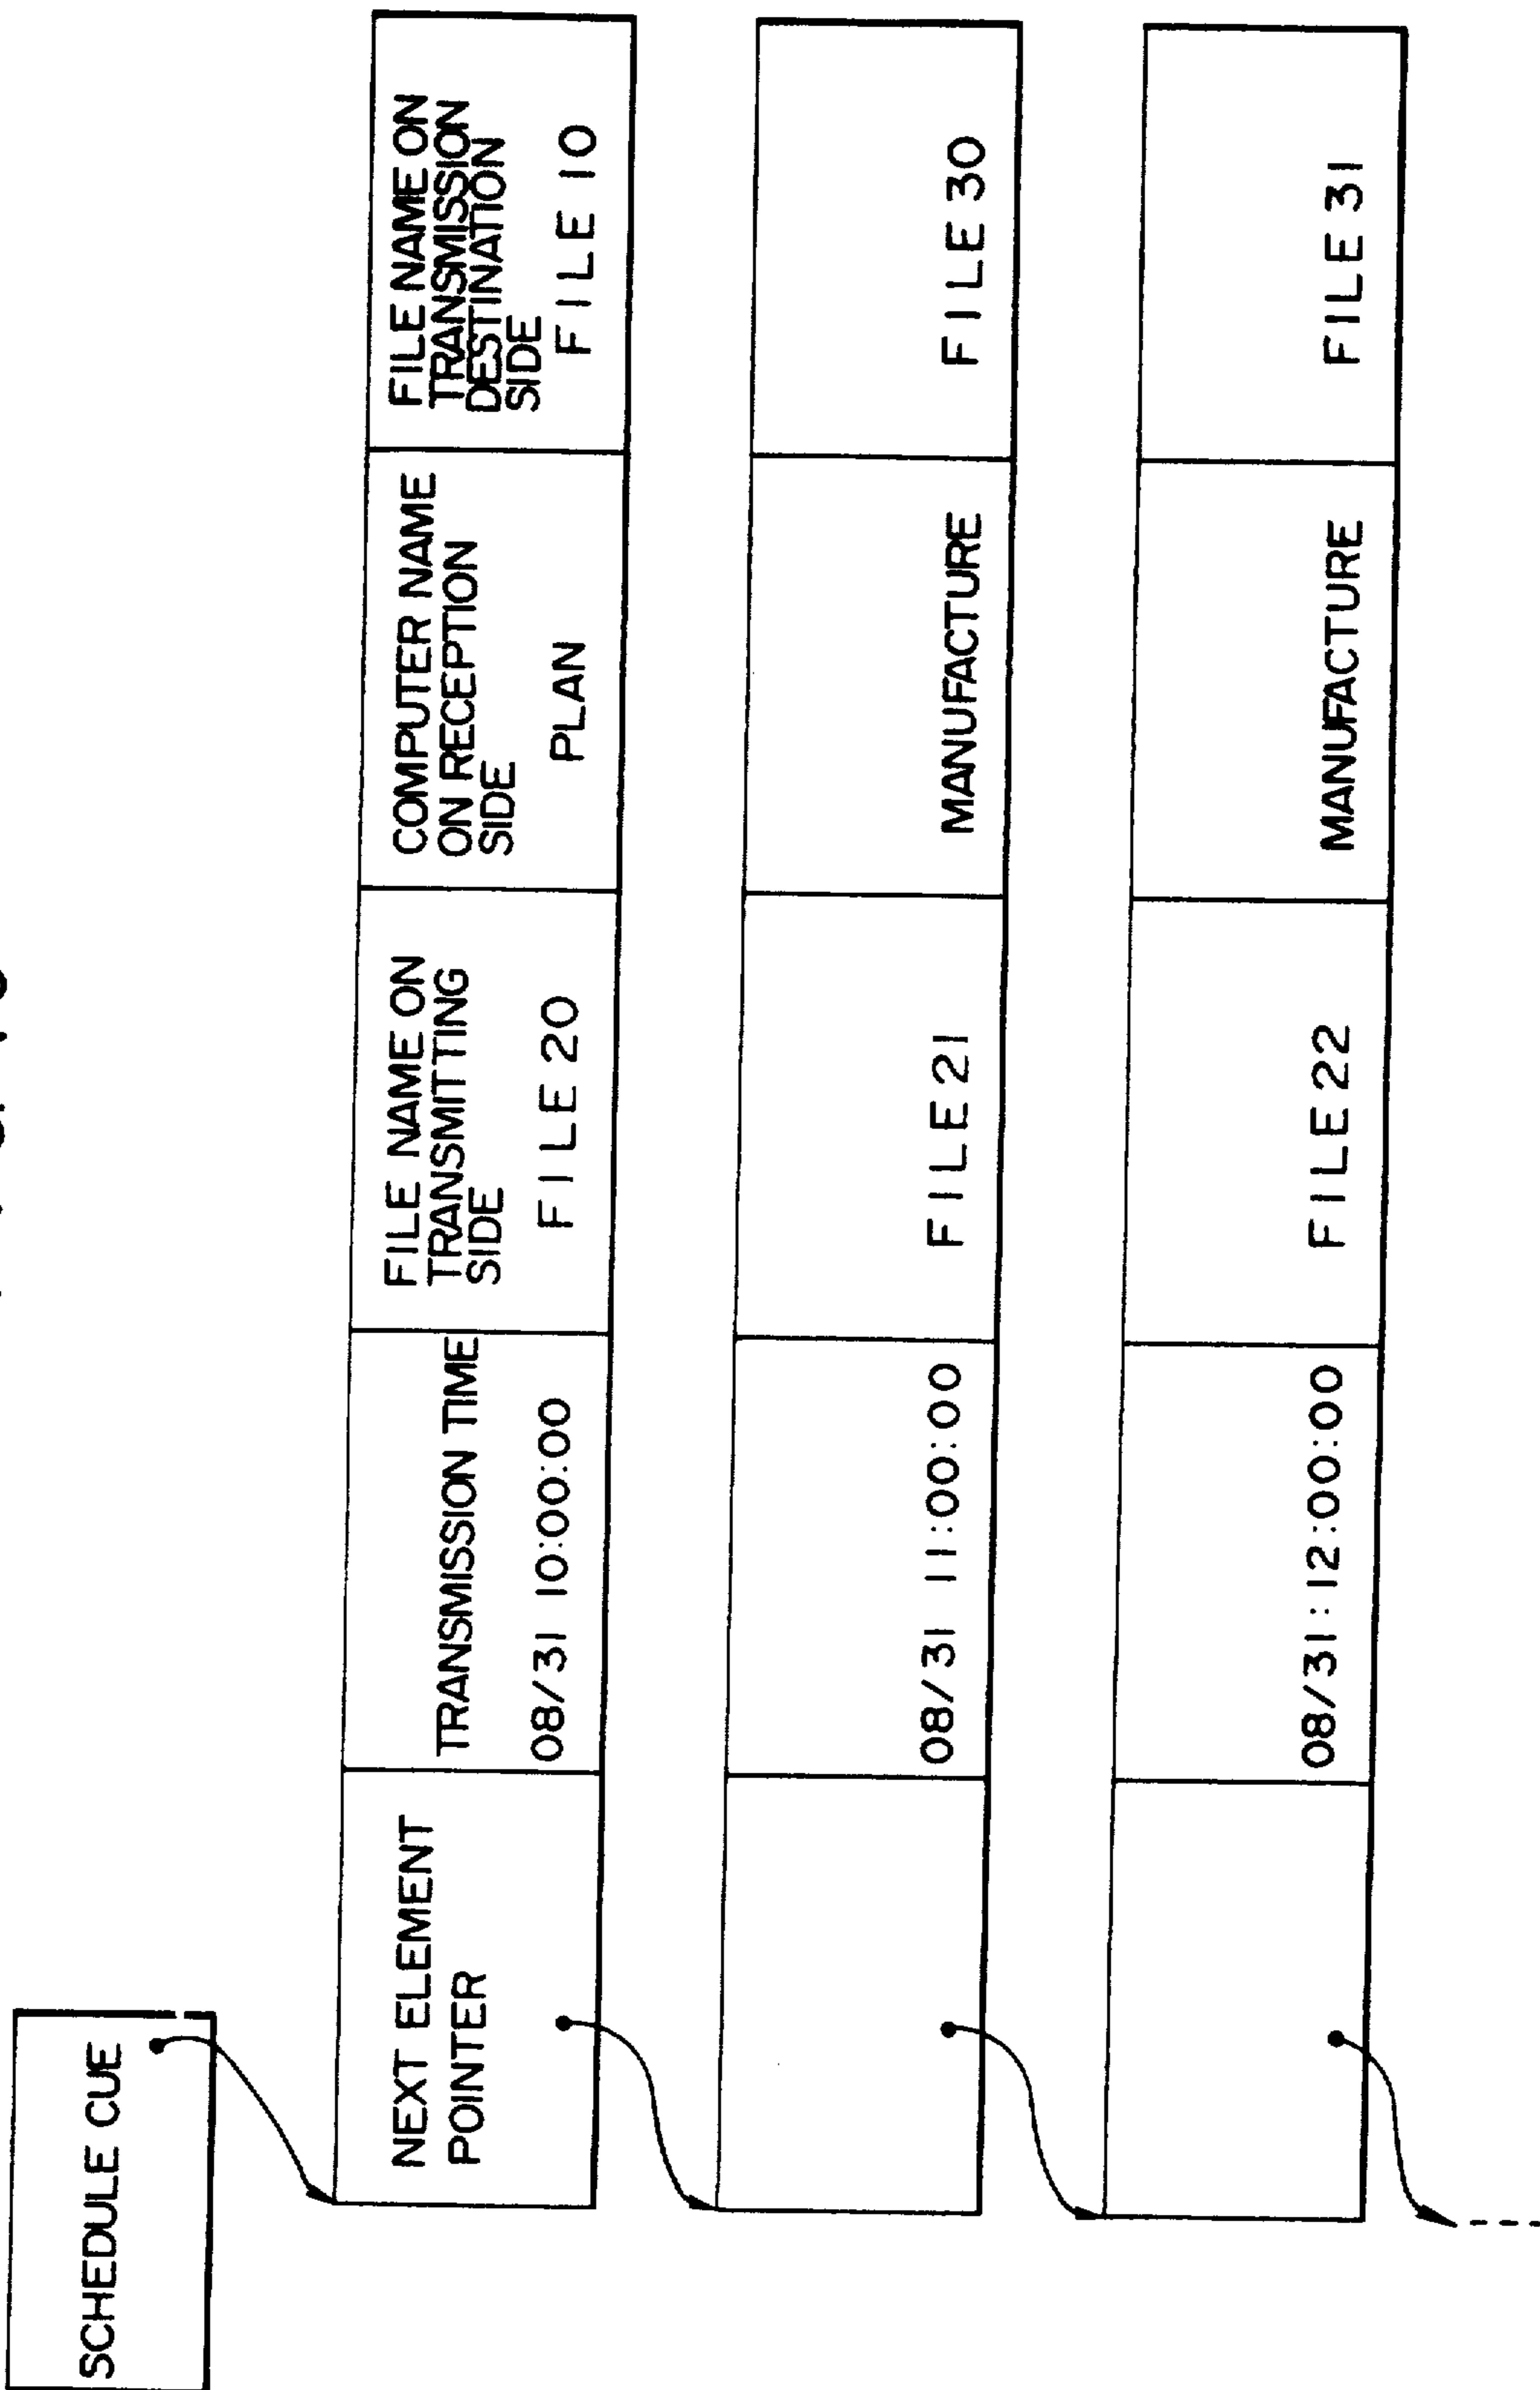 SCHEDULE CUE
NEXT ELEMENT
POINTER
TRANSMISSION TIME
08/31 10:00:00
FILE NAME ON
TRANSMITTING
SIDE
FILE 20
COMPUTER NAME
ON RECEPTION
SIDE
PLAN
FILE NAME ON
TRANSMISSION
DESTINATION
SIDE
FILE 10
08/31 11:00:00
FILE 21
MANUFACTURE
FILE 30
08/31:12:00:00
FILE 22
MANUFACTURE
FILE 31